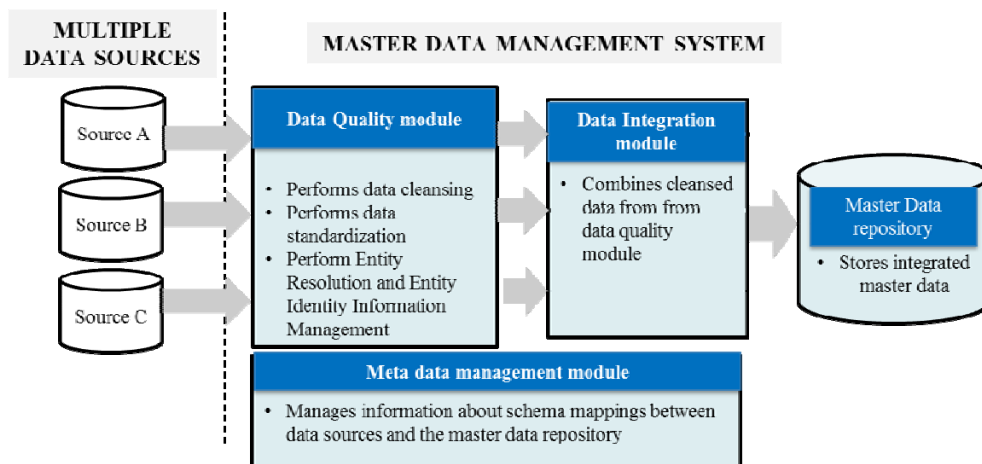 MULTIPLE
DATA SOURCES
MASTER DATA MANAGEMENT SYSTEM
Source A
Source B
Source C
Data Quality module
• Performs data cleansing
• Performs data
standardization
• Perform Entity
Resolution and Entity
Identity Information
Management
Data Integration
module
• Combines cleansed
data from from
data quality
module
Master Data
repository
• Stores integrated
master data
Meta data management module
• Manages information about schema mappings between
data sources and the master data repository